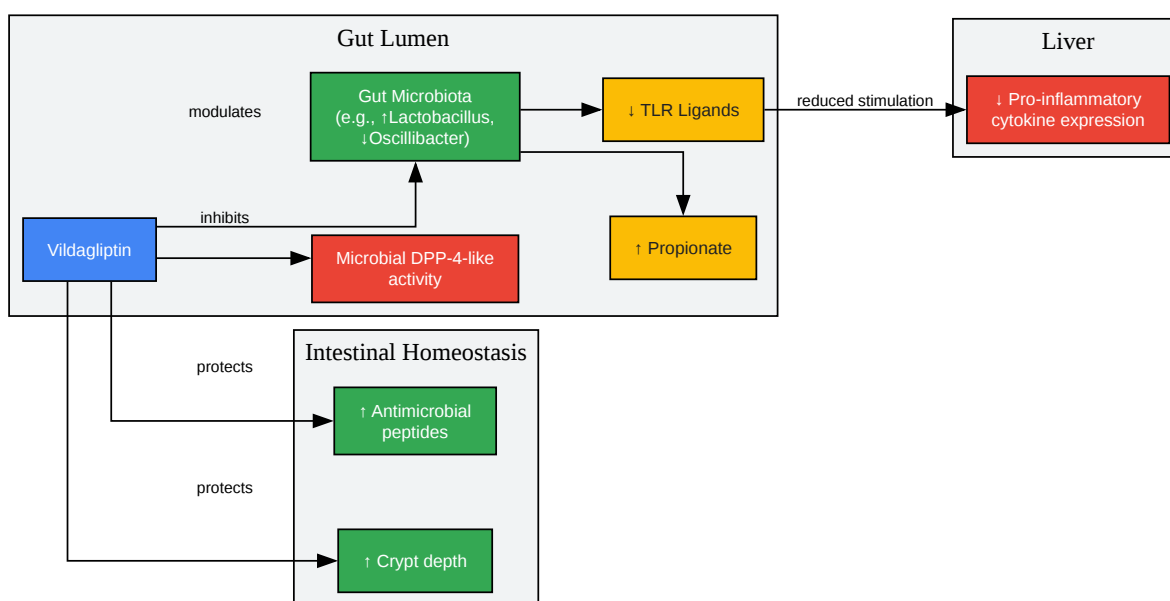 Gut Lumen
Liver
modulates
Gut Microbiota
(e.g., ↑Lactobacillus,
↓Oscillibacter)
↓ TLR Ligands
reduced stimulation
↓ Pro-inflammatory
cytokine expression
Vildagliptin
inhibits
Microbial DPP-4-like
activity
↑ Propionate
Intestinal Homeostasis
protects
↑ Antimicrobial
peptides
protects
↑ Crypt depth